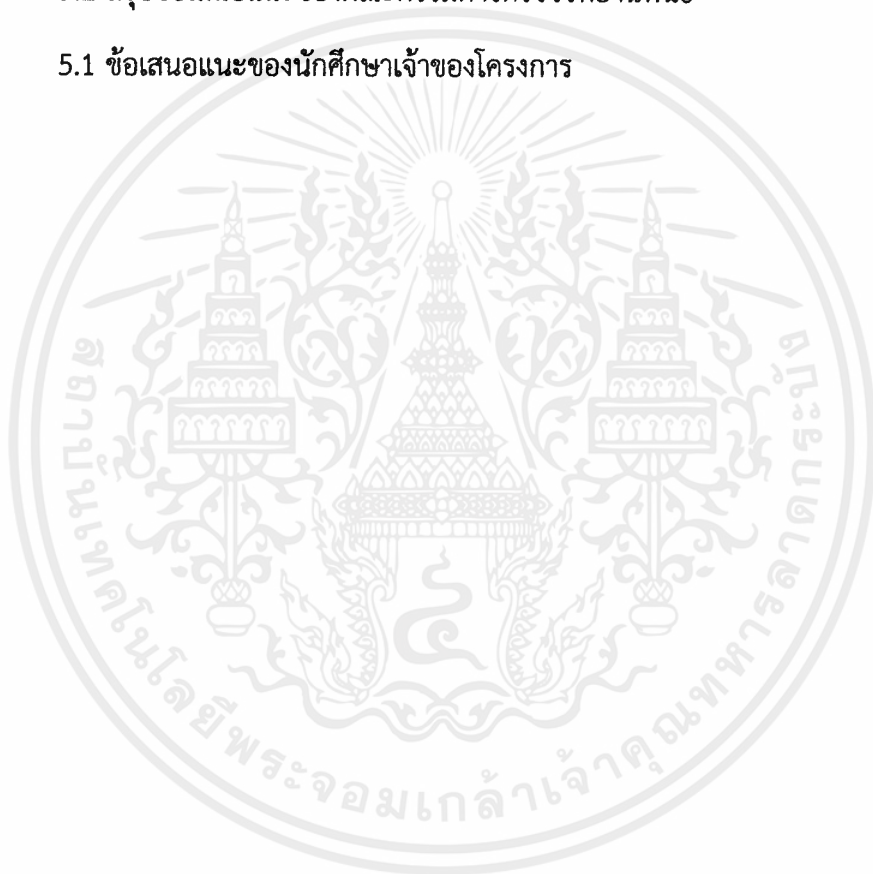 5.1 ข้อเสนอแนะของนักศึกษาเจ้าของโครงการ
สถาบันเทคโนโลยีพระจอมเกล้าเจ้าคุณทหารลาดกระบัง